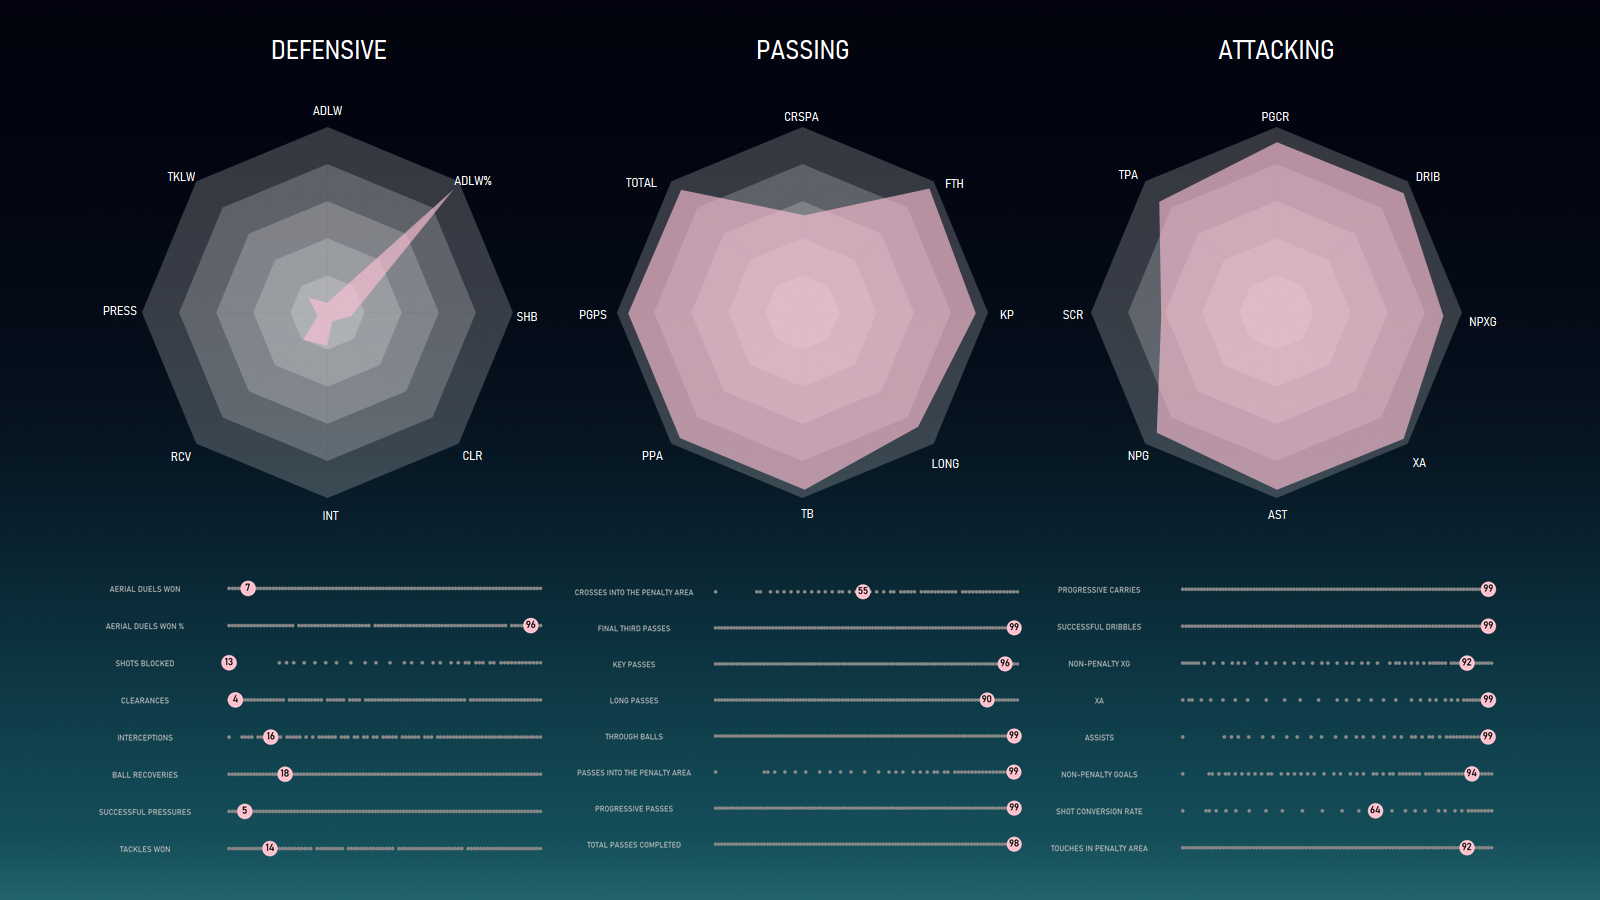 DEFENSIVE
ADLW
ADLW%
SHB
CLR
INT
RCV
PRESS
TKLW
AERIAL DUELS WON 7
AERIAL DUELS WON % 96
SHOTS BLOCKED 13
CLEARANCES 4
INTERCEPTIONS 16
BALL RECOVERIES 18
SUCCESSFUL PRESSURES 5
TACKLES WON 14
PASSING
CRSPA
FTH
KP
LONG
TB
PPA
PGPS
TOTAL
CROSSES INTO THE PENALTY AREA 55
FINAL THIRD PASSES 99
KEY PASSES 96
LONG PASSES 90
THROUGH BALLS 99
PASSES INTO THE PENALTY AREA 99
PROGRESSIVE PASSES 99
TOTAL PASSES COMPLETED 98
ATTACKING
PGCR
DRIB
NPXG
XA
AST
NPG
SCR
TPA
PROGRESSIVE CARRIES 99
SUCCESSFUL DRIBBLES 99
NON-PENALTY XG 92
XA 99
ASSISTS 99
NON-PENALTY GOALS 94
SHOT CONVERSION RATE 64
TOUCHES IN PENALTY AREA 92